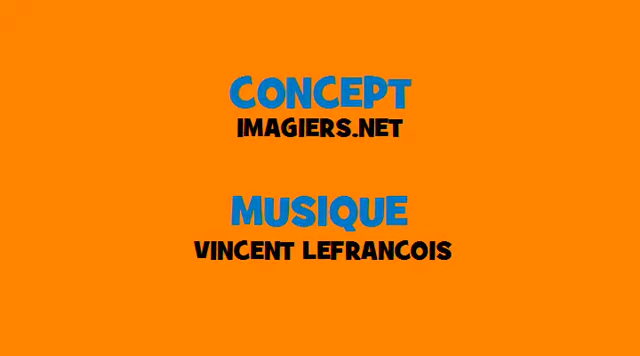 CONCEPT
IMAGIERS.NET
MUSIQUE
VINCENT LEFRANCOIS